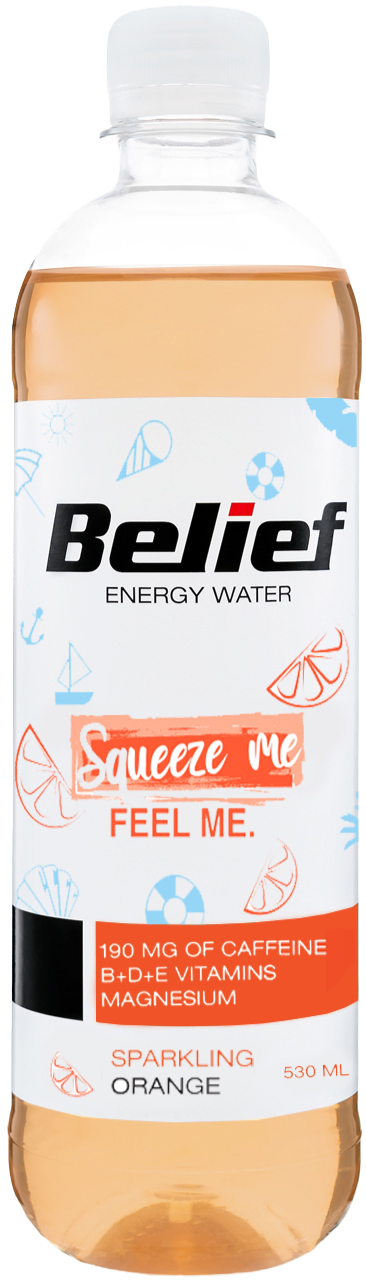 Belief
ENERGY WATER
Squeeze me
FEEL ME.
190 MG OF CAFFEINE
B+D+E VITAMINS
MAGNESIUM
SPARKLING
ORANGE
530 ML